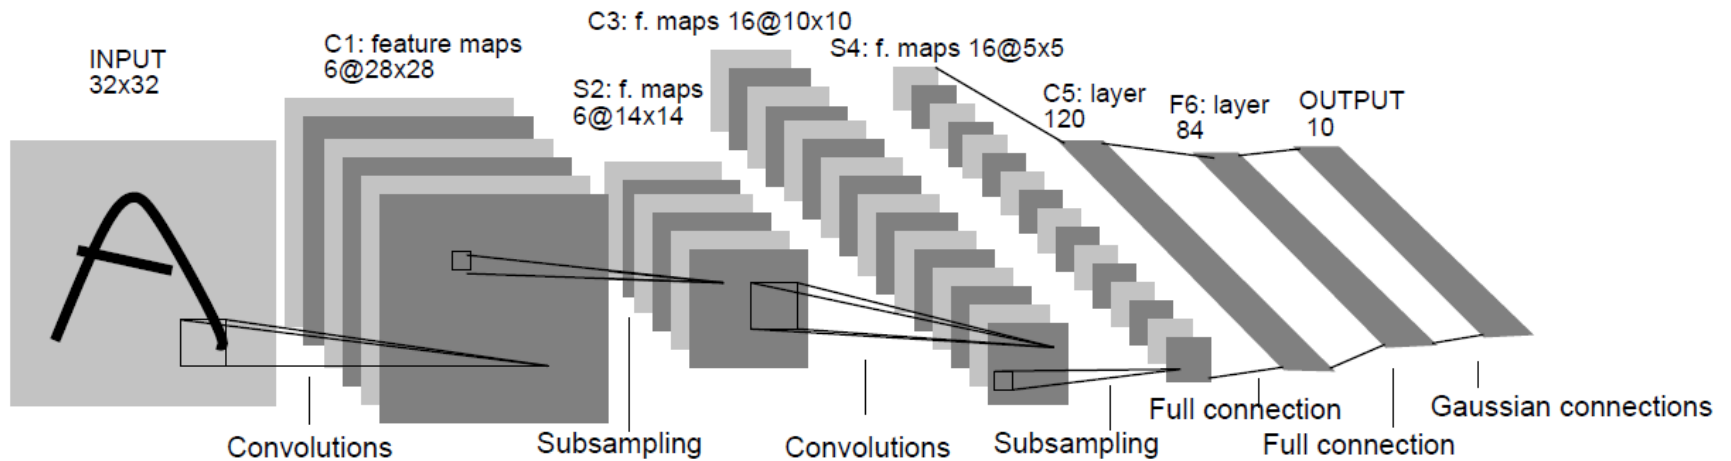 INPUT
32x32
C1: feature maps
6@28x28
S2: f. maps
6@14x14
C3: f. maps 16@10x10
S4: f. maps 16@5x5
C5: layer
120
F6: layer
84
OUTPUT
10
Convolutions
Subsampling
Convolutions
Subsampling
Full connection
Full connection
Gaussian connections